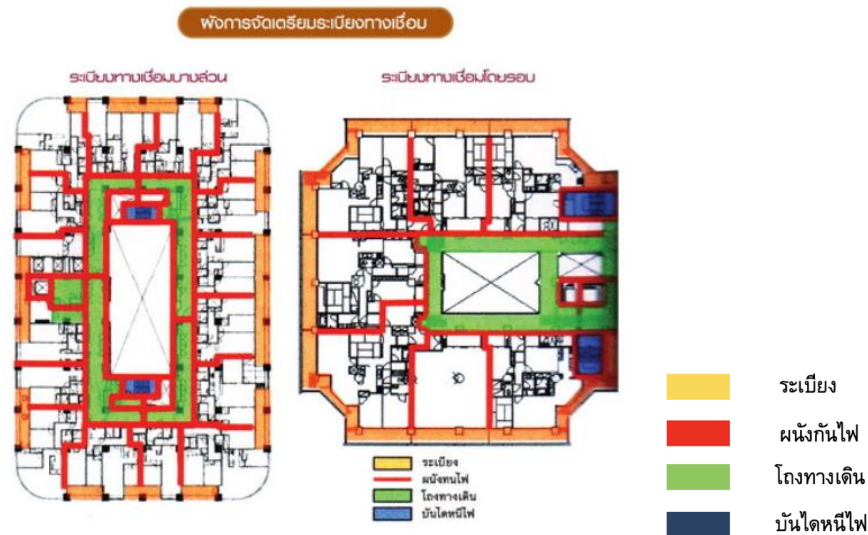 ผังการจัดเตรียมระเบียงทางเชื่อม
ระเบียงทางเชื่อมบางส่วน
ระเบียงทางเชื่อมโดยรอบ
ระเบียง
ผนังทนไฟ
โถงทางเดิน
บันไดหนีไฟ
ระเบียง
ผนังกันไฟ
โถงทางเดิน
บันไดหนีไฟ